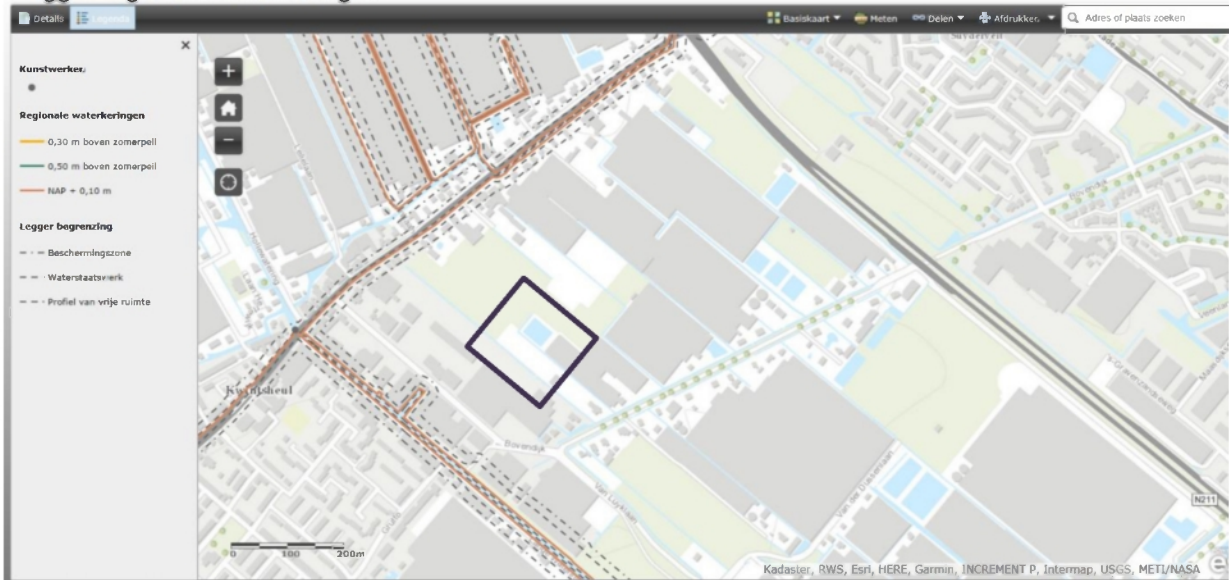 Details
Legenda
Basiskaart
Meten
Delen
Afdrukken
Adres of plaats zoeken
Kunstwerken
Regionale waterkeringen
0,30 m boven zomerpeil
0,50 m boven zomerpeil
NAP + 0,10 m
Legger begrenzing
Beschermingszone
Waterstaatswerk
Profiel van vrije ruimte
Kwintsheul
Bovendijk
Bovendijk
N211
0 100 200m
Kadaster, RWS, Esri, HERE, Garmin, INCREMENT P, Intermap, USGS, METI/NASA